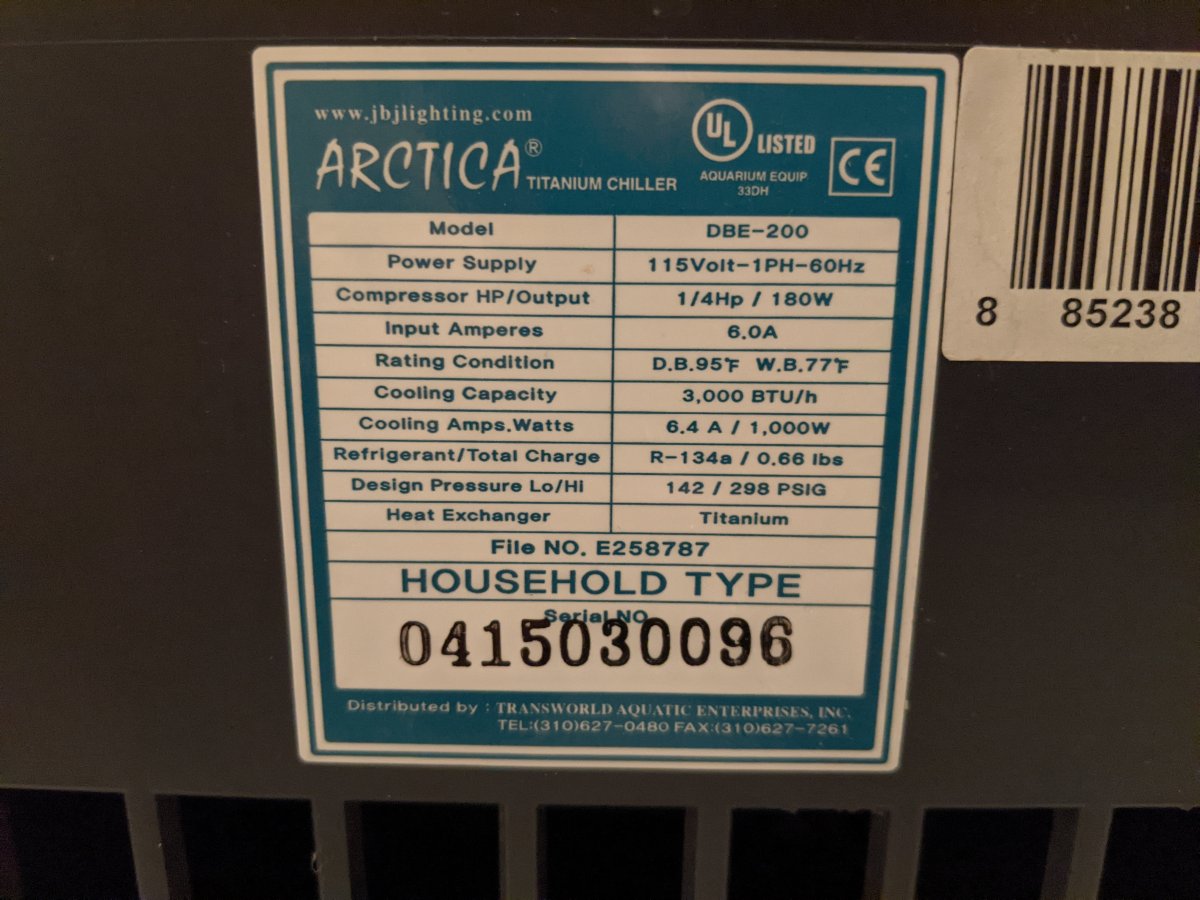 www.jbjlighting.com
ARCTICA® TITANIUM CHILLER
UL LISTED
AQUARIUM EQUIP
33DH
CE
Model DBE-200
Power Supply 115Volt-1PH-60Hz
Compressor HP/Output 1/4Hp / 180W
Input Amperes 6.0A
Rating Condition D.B.95℉ W.B.77℉
Cooling Capacity 3,000 BTU/h
Cooling Amps.Watts 6.4 A / 1,000W
Refrigerant/Total Charge R-134a / 0.66 lbs
Design Pressure Lo/Hi 142 / 298 PSIG
Heat Exchanger Titanium
File NO. E258787
HOUSEHOLD TYPE
Serial NO.
0415030096
Distributed by : TRANSWORLD AQUATIC ENTERPRISES, INC.
TEL:(310)627-0480 FAX:(310)627-7261
8 85238